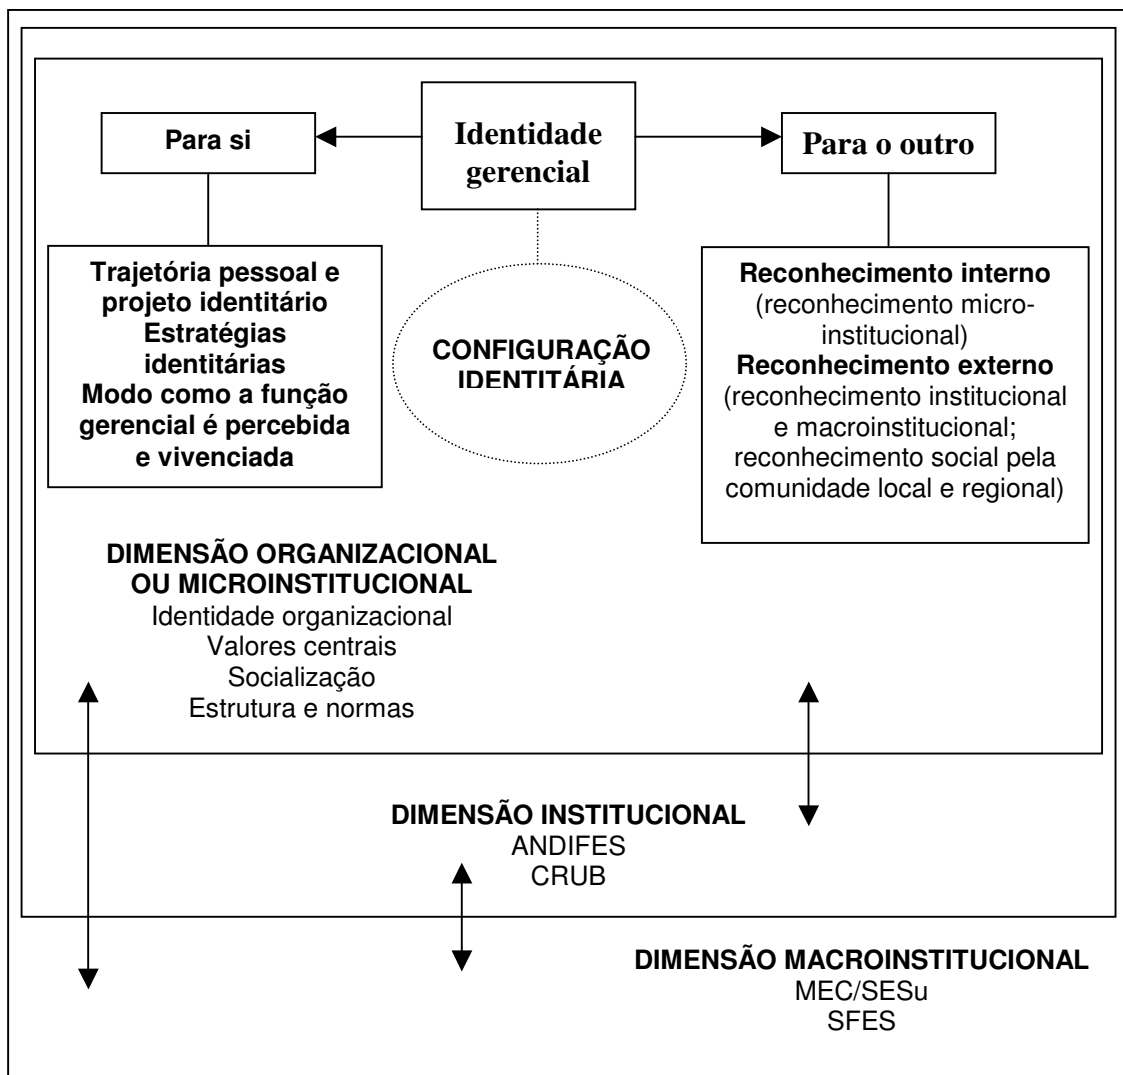 Para si
Identidade
gerencial
Para o outro
Trajetória pessoal e
projeto identitário
Estratégias
identitárias
Modo como a função
gerencial é percebida
e vivenciada
CONFIGURAÇÃO
IDENTITÁRIA
Reconhecimento interno
(reconhecimento micro-
institucional)
Reconhecimento externo
(reconhecimento institucional
e macroinstitucional;
reconhecimento social pela
comunidade local e regional)
DIMENSÃO ORGANIZACIONAL
OU MICROINSTITUCIONAL
Identidade organizacional
Valores centrais
Socialização
Estrutura e normas
DIMENSÃO INSTITUCIONAL
ANDIFES
CRUB
DIMENSÃO MACROINSTITUCIONAL
MEC/SESu
SFES